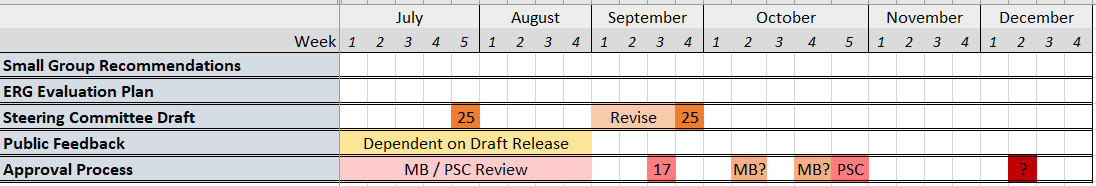 July August September October November December
Week 1 2 3 4 5 1 2 3 4 1 2 3 4 1 2 3 4 5 1 2 3 4 1 2 3 4
Small Group Recommendations
ERG Evaluation Plan
Steering Committee Draft 25 Revise 25
Public Feedback Dependent on Draft Release
Approval Process MB / PSC Review 17 MB? MB? PSC ?